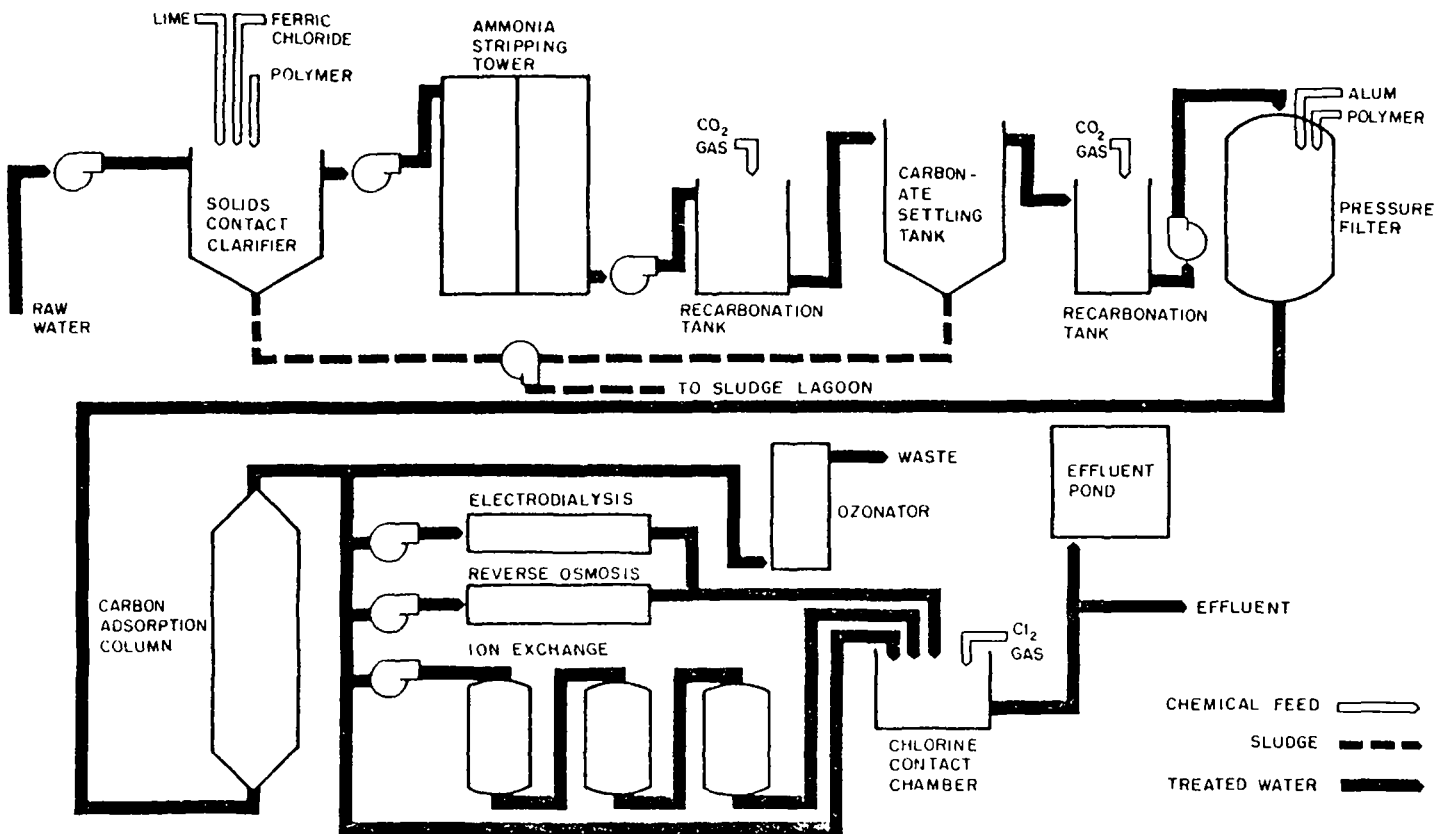 LIME
FERRIC
CHLORIDE
POLYMER
AMMONIA
STRIPPING
TOWER
CO2
GAS
CO2
GAS
ALUM
POLYMER
SOLIDS
CONTACT
CLARIFIER
CARBON-
ATE
SETTLING
TANK
PRESSURE
FILTER
RAW
WATER
RECARBONATION
TANK
RECARBONATION
TANK
TO SLUDGE LAGOON
WASTE
OZONATOR
EFFLUENT
POND
ELECTRODIALYSIS
REVERSE OSMOSIS
CARBON
ADSORPTION
COLUMN
ION EXCHANGE
Cl2
GAS
EFFLUENT
CHLORINE
CONTACT
CHAMBER
CHEMICAL FEED
SLUDGE
TREATED WATER